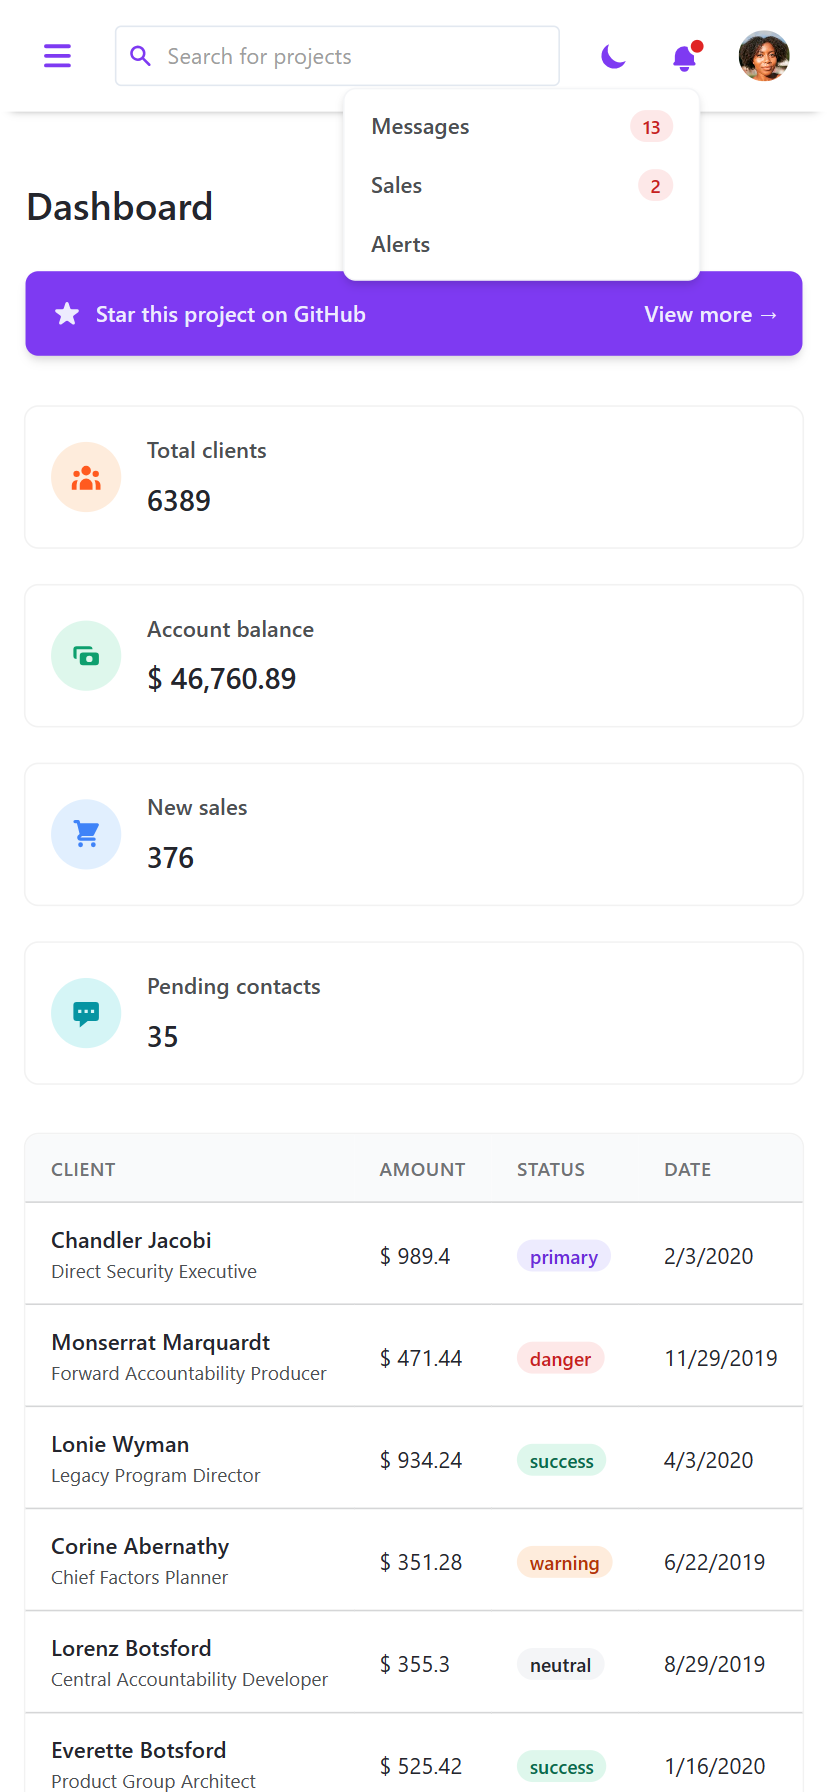 Search for projects
Messages 13
Sales 2
Alerts
Dashboard
Star this project on GitHub View more →
Total clients
6389
Account balance
$ 46,760.89
New sales
376
Pending contacts
35
CLIENT AMOUNT STATUS DATE
Chandler Jacobi
Direct Security Executive
$ 989.4 primary 2/3/2020
Monserrat Marquardt
Forward Accountability Producer
$ 471.44 danger 11/29/2019
Lonie Wyman
Legacy Program Director
$ 934.24 success 4/3/2020
Corine Abernathy
Chief Factors Planner
$ 351.28 warning 6/22/2019
Lorenz Botsford
Central Accountability Developer
$ 355.3 neutral 8/29/2019
Everette Botsford
Product Group Architect
$ 525.42 success 1/16/2020